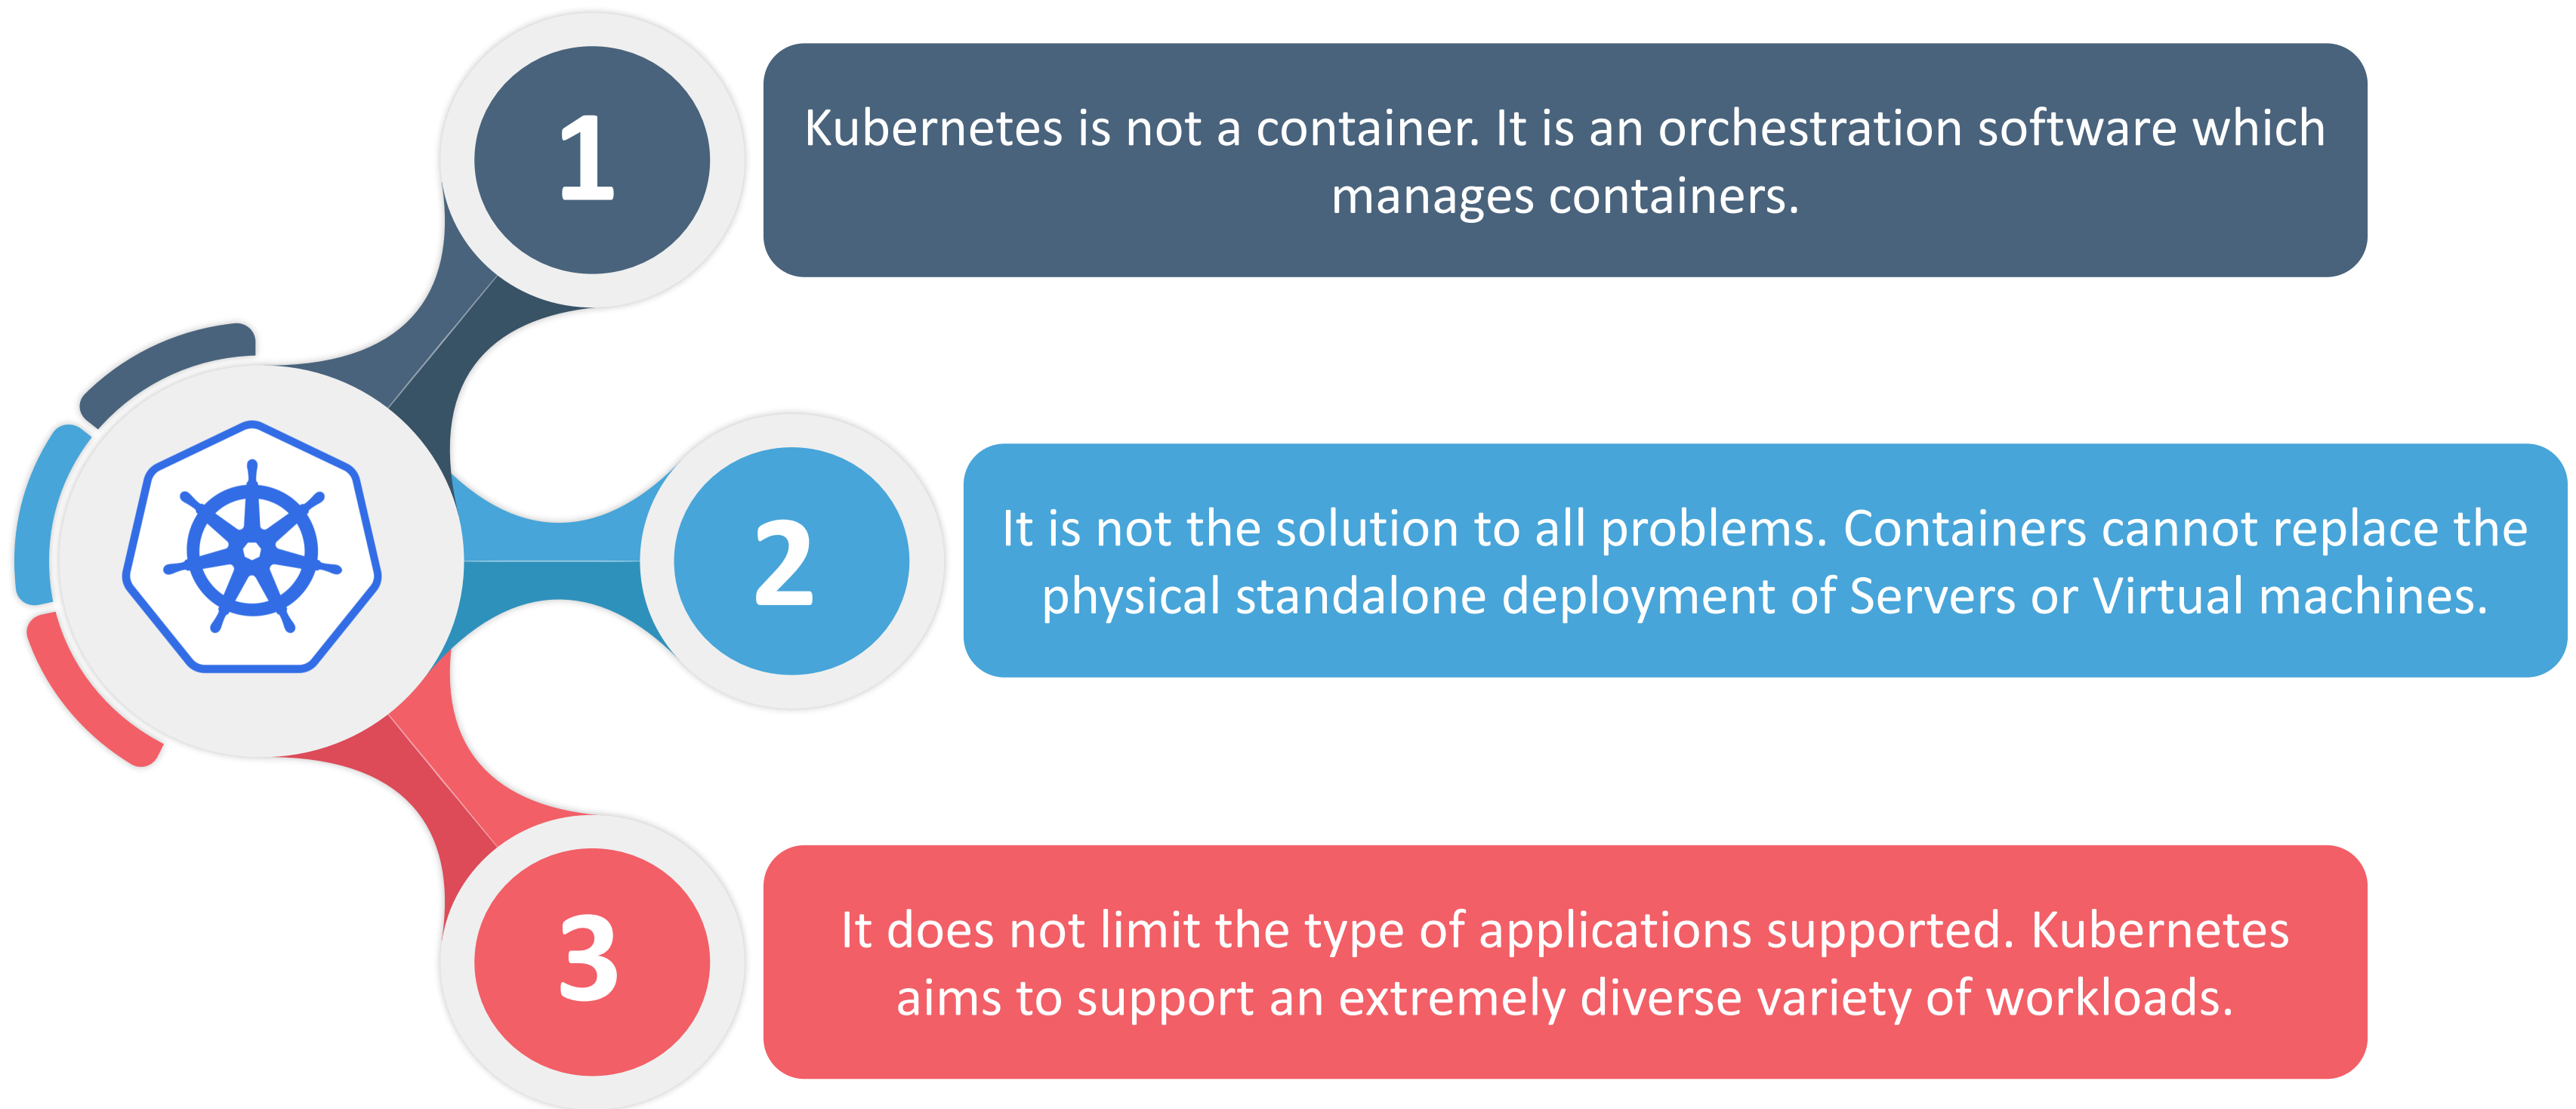 1
Kubernetes is not a container. It is an orchestration software which
manages containers.
2
It is not the solution to all problems. Containers cannot replace the
physical standalone deployment of Servers or Virtual machines.
3
It does not limit the type of applications supported. Kubernetes
aims to support an extremely diverse variety of workloads.